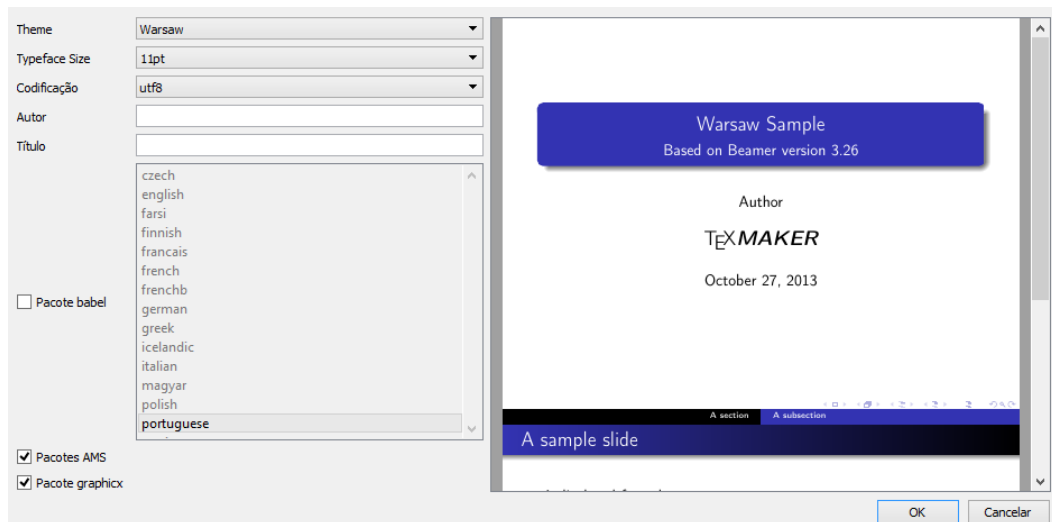 Theme
Warsaw
Typeface Size
11pt
Codificação
utf8
Autor
Título
czech
english
farsi
finnish
francais
french
frenchb
german
greek
icelandic
italian
magyar
polish
portuguese
Pacote babel
Pacotes AMS
Pacote graphicx
Warsaw Sample
Based on Beamer version 3.26
Author
TEXMAKER
October 27, 2013
A section A subsection
A sample slide
OK Cancelar